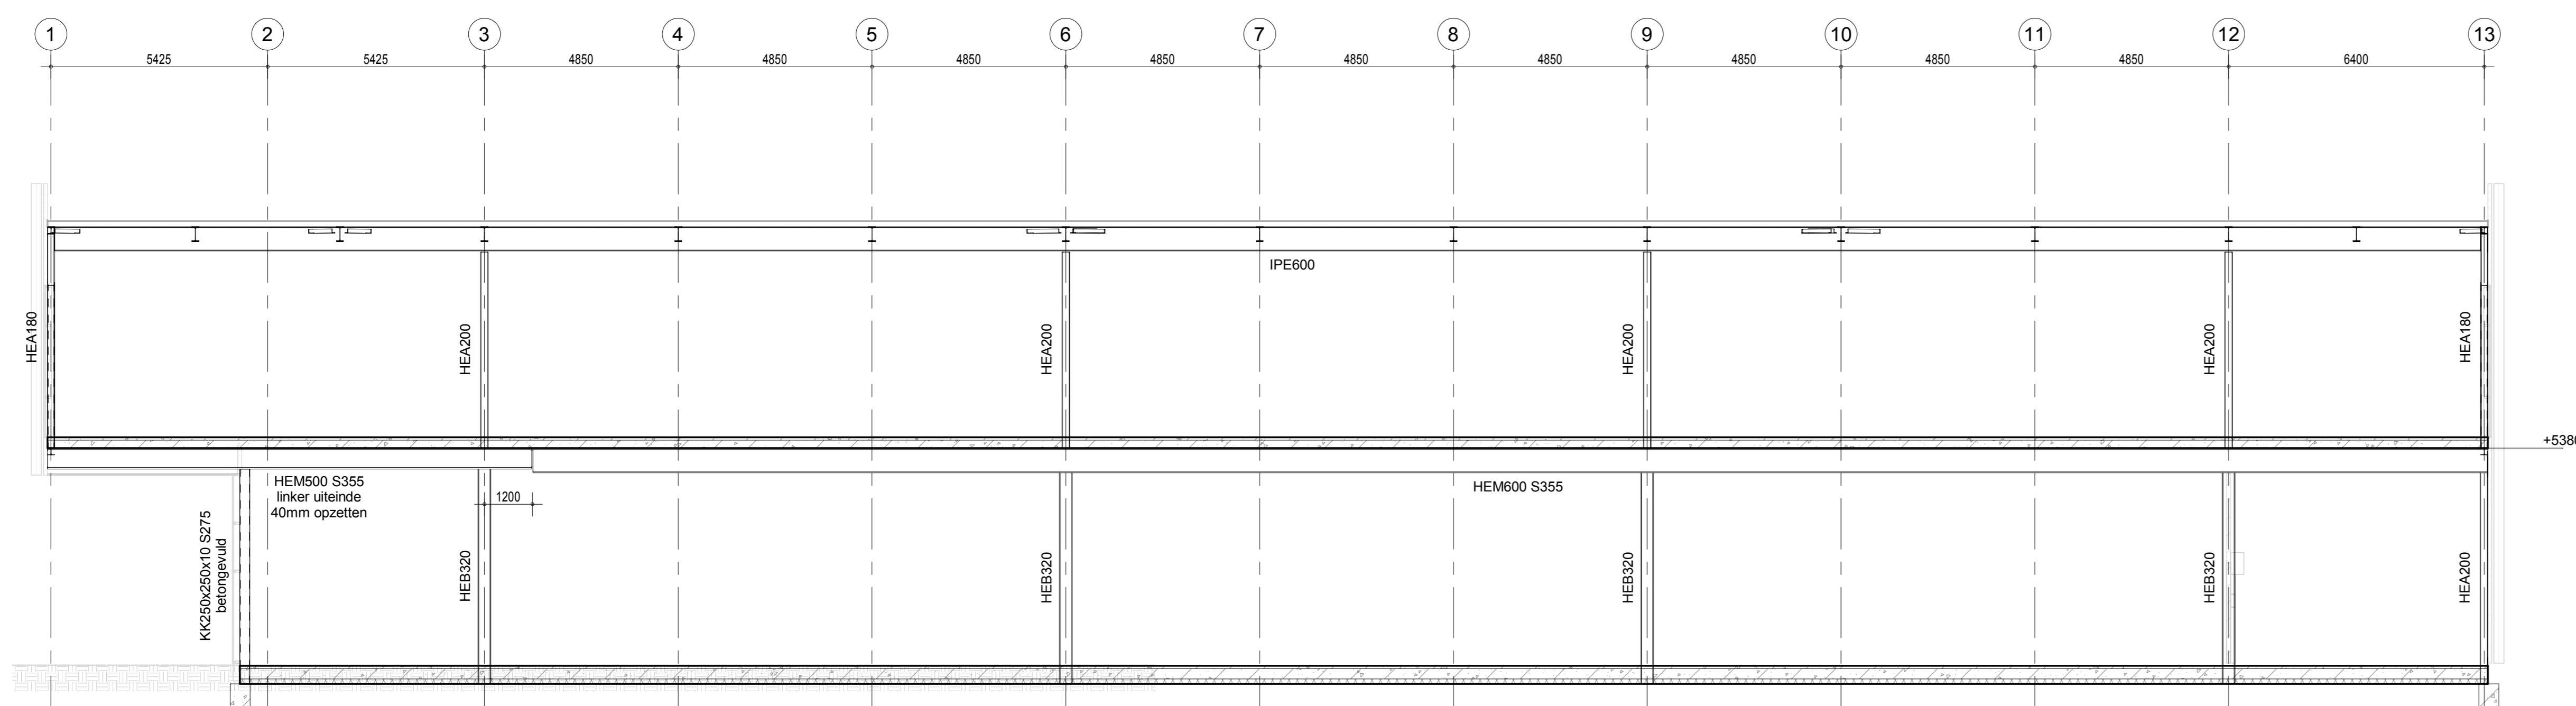 1 2 3 4 5 6 7 8 9 10 11 12 13
5425 5425 4850 4850 4850 4850 4850 4850 4850 4850 4850 6400
IPE600
HEA180
HEA200
HEA200
HEA200
HEA200
HEA180
+538
HEM500 S355
linker uiteinde
40mm opzetten
1200
HEM600 S355
KK250x250x10 S275
betongevuld
HEB320
HEB320
HEB320
HEB320
HEA200